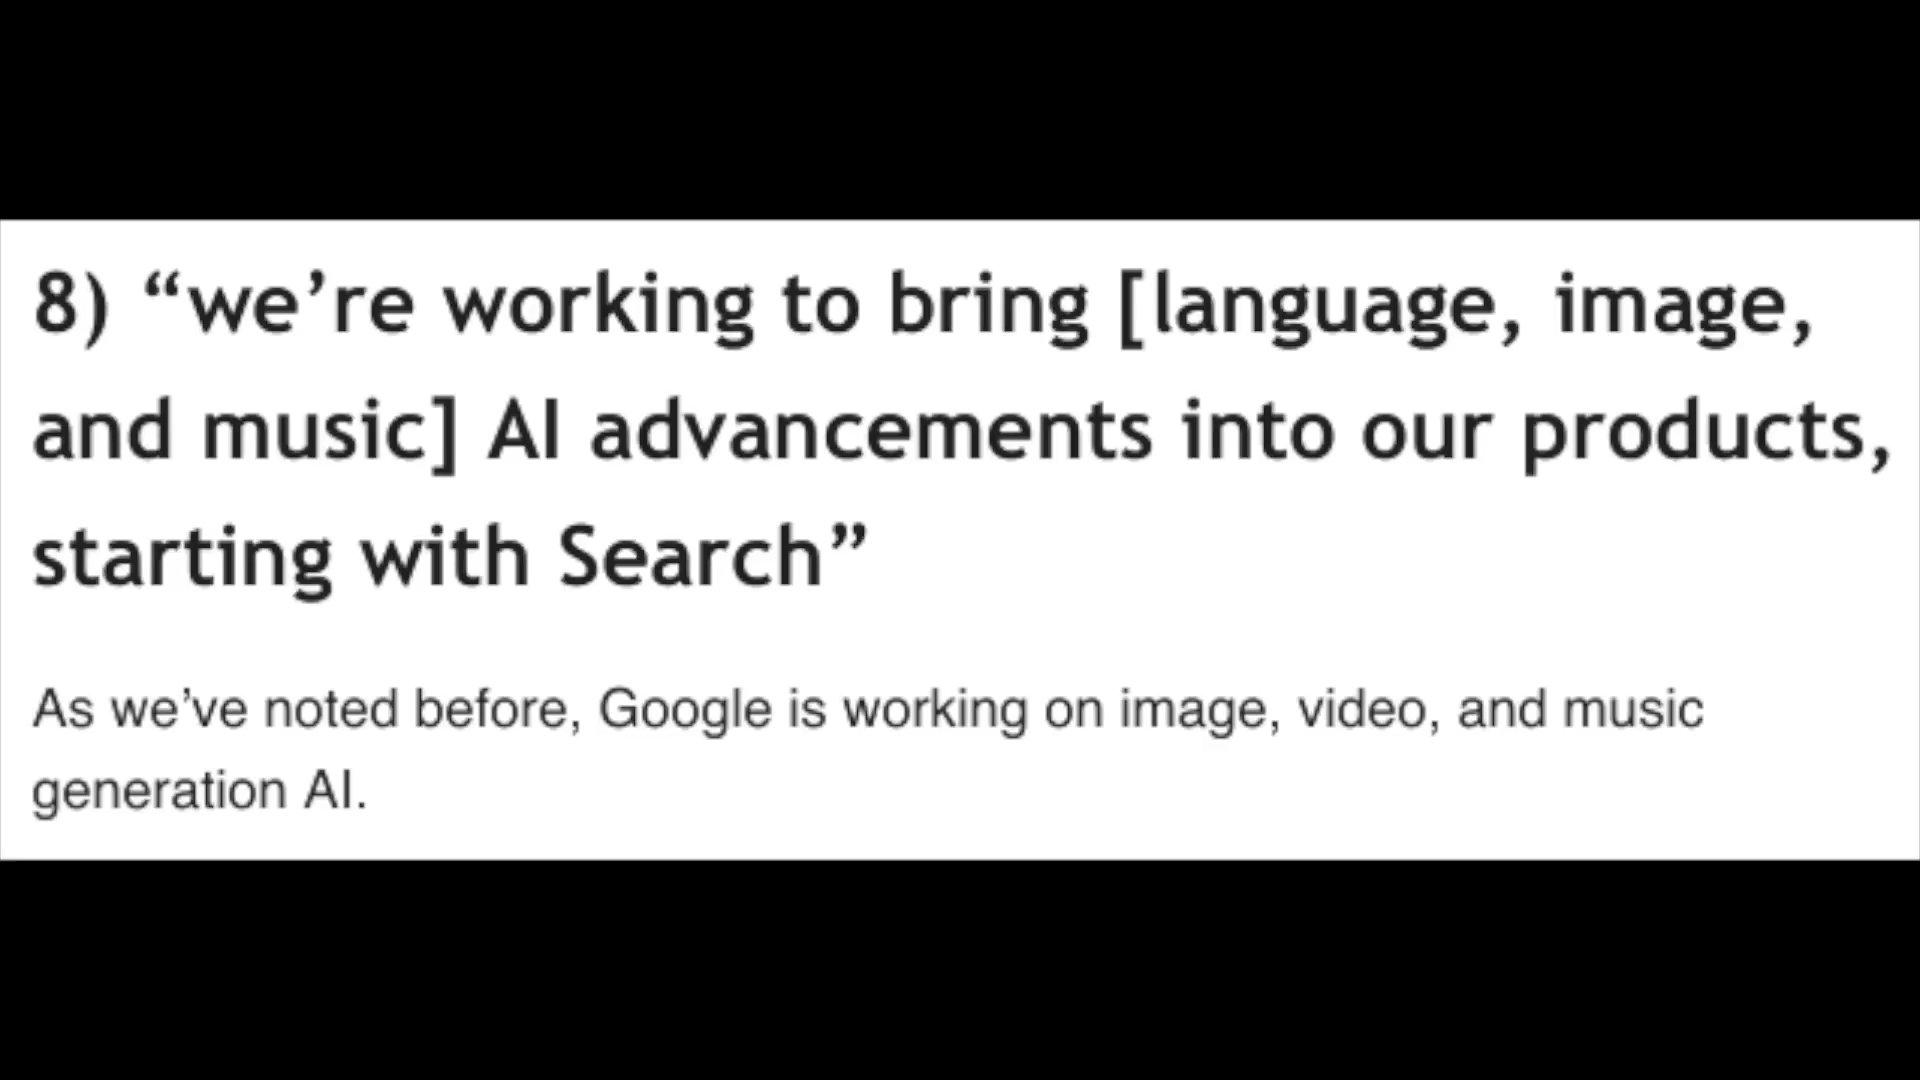 8) “we’re working to bring [language, image,
and music] AI advancements into our products,
starting with Search”
As we’ve noted before, Google is working on image, video, and music
generation AI.